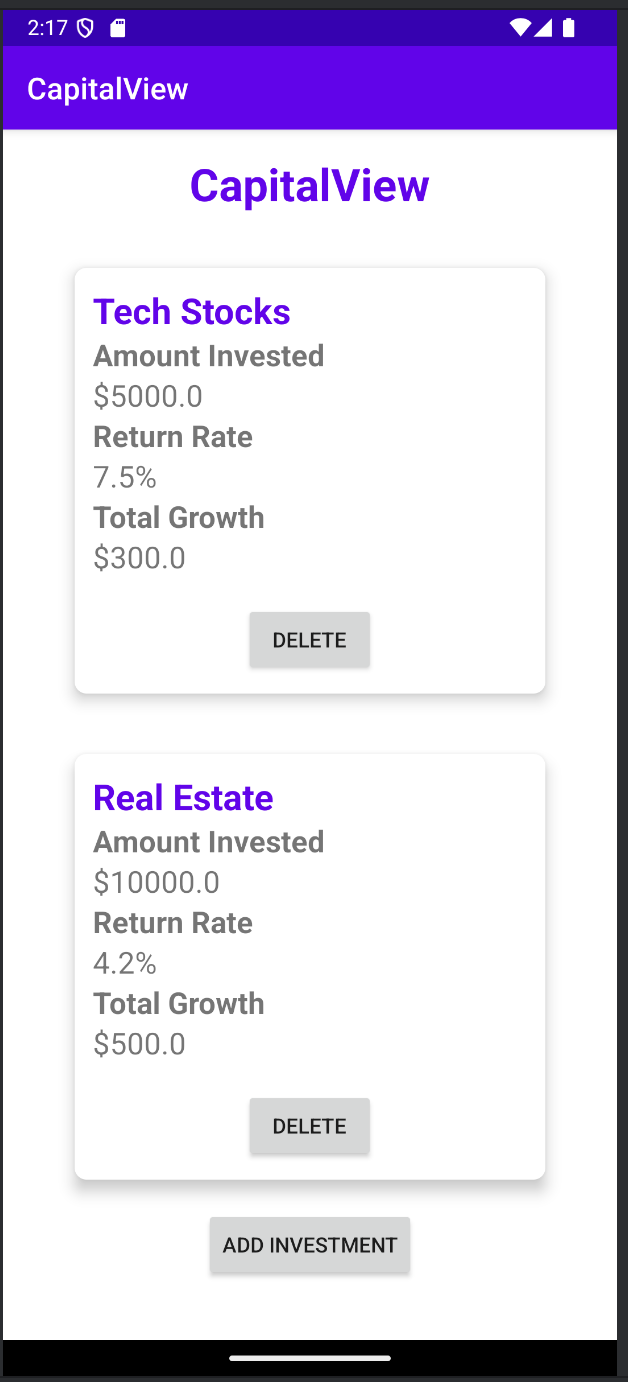 2:17
CapitalView
CapitalView
Tech Stocks
Amount Invested
$5000.0
Return Rate
7.5%
Total Growth
$300.0
DELETE
Real Estate
Amount Invested
$10000.0
Return Rate
4.2%
Total Growth
$500.0
DELETE
ADD INVESTMENT